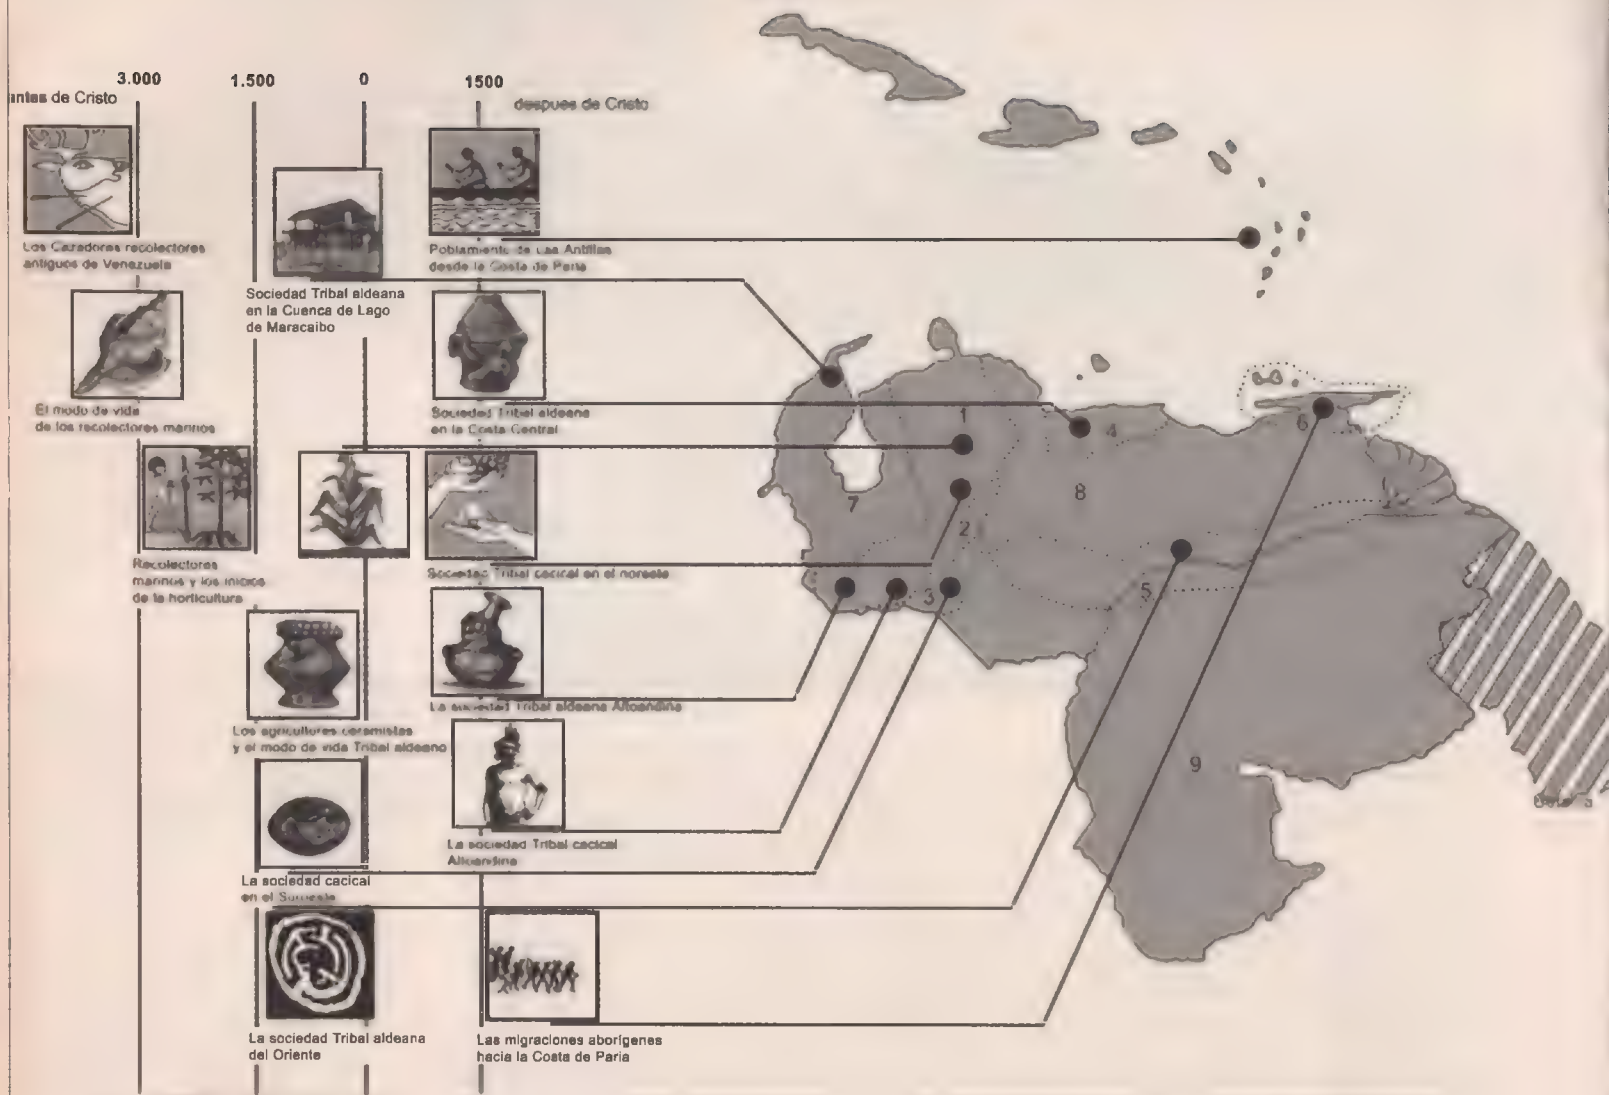 3.000
1.500
0
1500
antes de Cristo
despues de Cristo
Los Cazadores recolectores
antiguos de Venezuela
Sociedad Tribal aldeana
en la Cuenca de Lago
de Maracaibo
Poblamiento de Las Antillas
desde la Costa de Paria
El modo de vida
de los recolectores marinos
Sociedad Tribal aldeana
en la Costa Central
Recolectores
marinos y los inicios
de la horticultura
Sociedad Tribal cacical en el noreste
Los agricultores ceramistas
y el modo de vida Tribal aldeano
La sociedad Tribal aldeana Altoandina
La sociedad Tribal cacical
Altoandina
La sociedad cacical
en el Suroeste
La sociedad Tribal aldeana
del Oriente
Las migraciones aborígenes
hacia la Costa de Paria
1
2
3
4
5
6
7
8
9